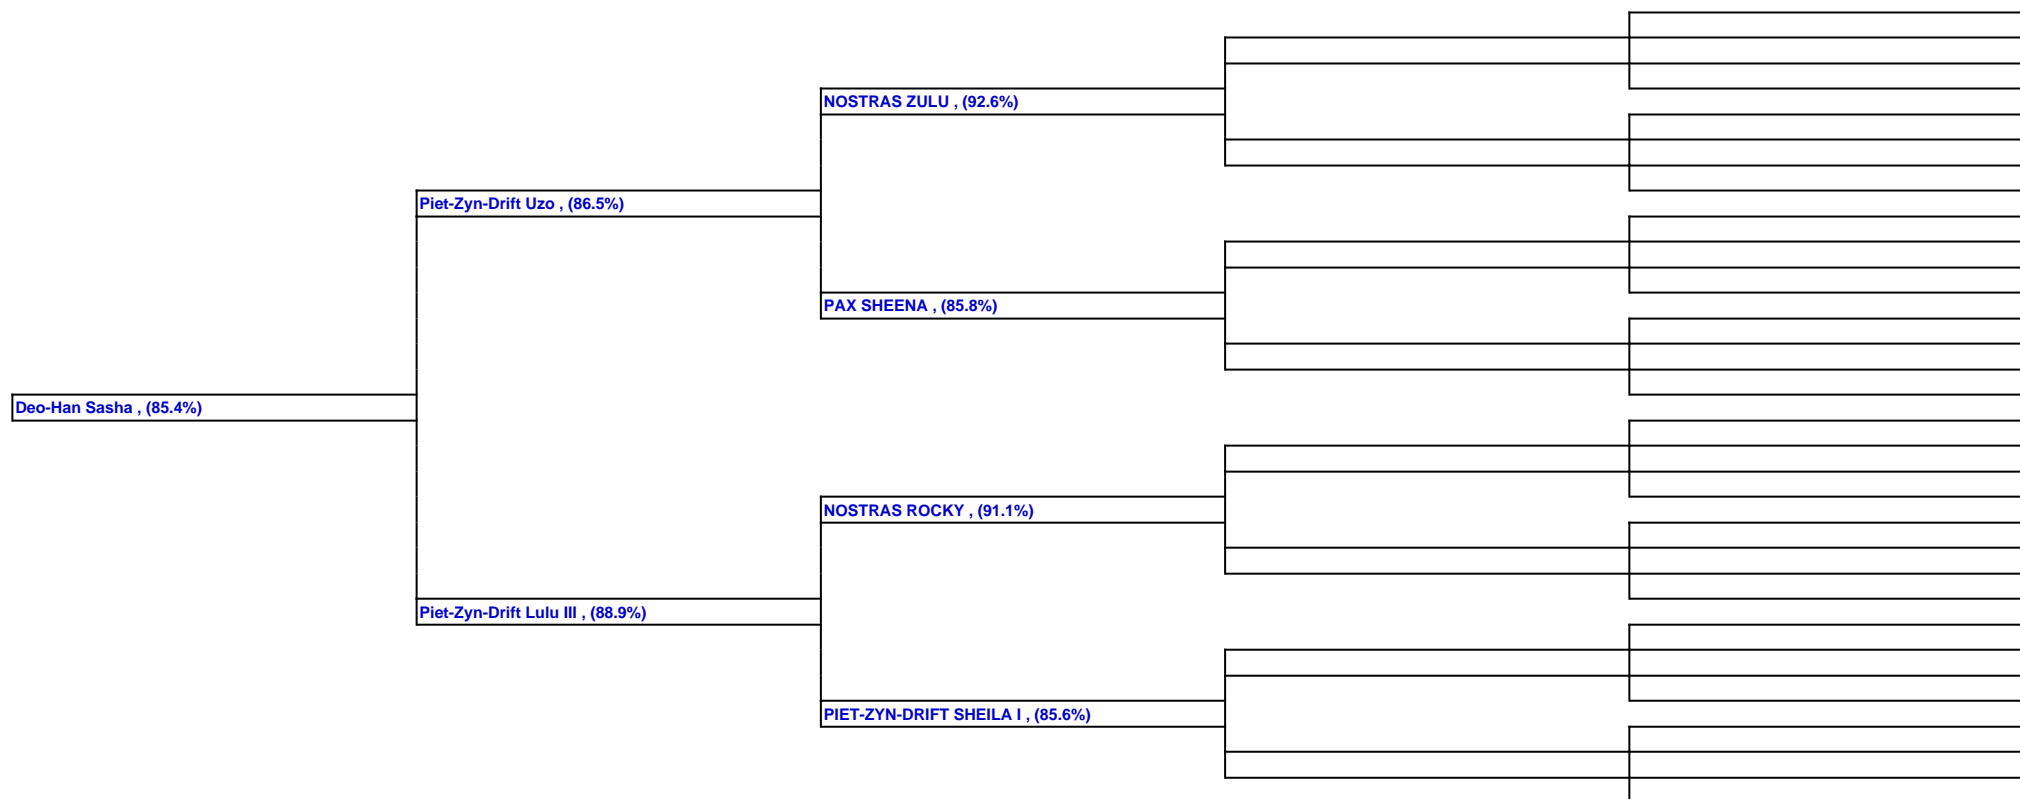 NOSTRAS ZULU , (92.6%)
Piet-Zyn-Drift Uzo , (86.5%)
PAX SHEENA , (85.8%)
Deo-Han Sasha , (85.4%)
NOSTRAS ROCKY , (91.1%)
Piet-Zyn-Drift Lulu III , (88.9%)
PIET-ZYN-DRIFT SHEILA I , (85.6%)